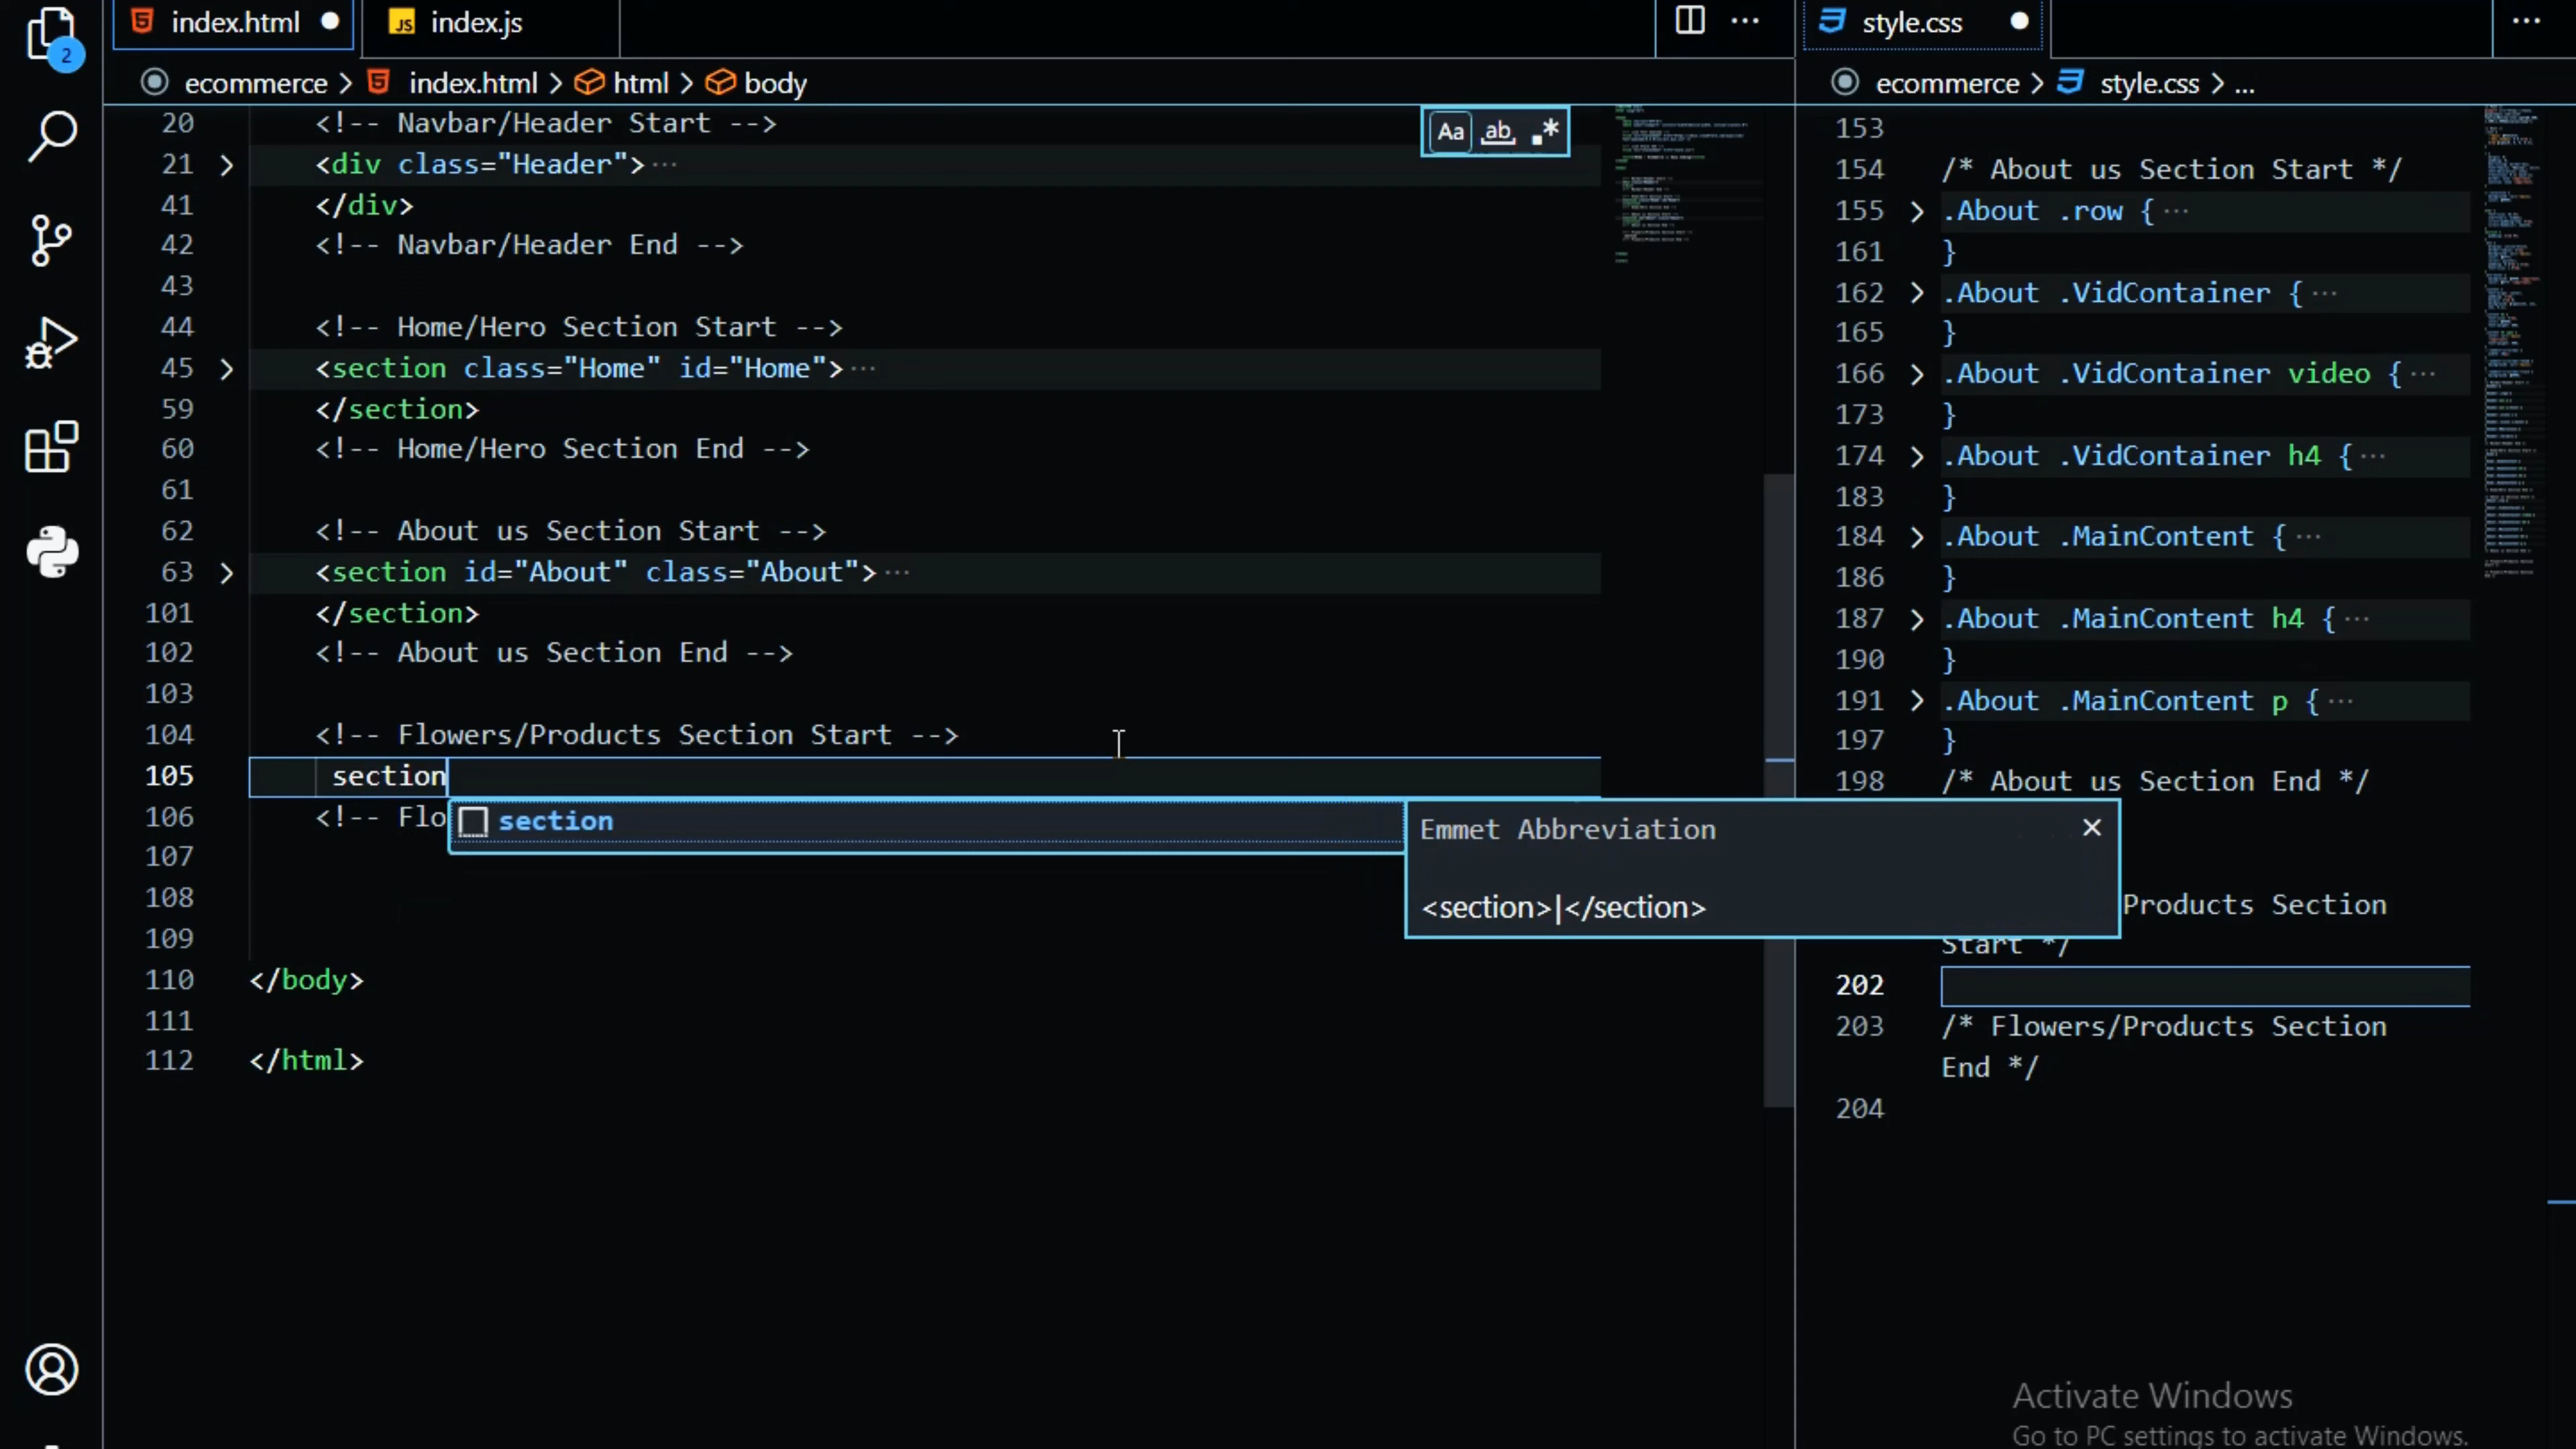 index.html
index.js
style.css
2
ecommerce > index.html > html > body
ecommerce > style.css > ...
Aa ab .*
20 <!-- Navbar/Header Start -->
21 <div class="Header">···
41 </div>
42 <!-- Navbar/Header End -->
43
44 <!-- Home/Hero Section Start -->
45 <section class="Home" id="Home">···
59 </section>
60 <!-- Home/Hero Section End -->
61
62 <!-- About us Section Start -->
63 <section id="About" class="About">···
101 </section>
102 <!-- About us Section End -->
103
104 <!-- Flowers/Products Section Start -->
105 section
106 <!-- Flo
section
Emmet Abbreviation
<section>|</section>
107
108
109
110 </body>
111
112 </html>
153
154 /* About us Section Start */
155 .About .row {···
161 }
162 .About .VidContainer {···
165 }
166 .About .VidContainer video {···
173 }
174 .About .VidContainer h4 {···
183 }
184 .About .MainContent {···
186 }
187 .About .MainContent h4 {···
190 }
191 .About .MainContent p {···
197 }
198 /* About us Section End */
Products Section
Start */
202
203 /* Flowers/Products Section
End */
204
Activate Windows
Go to PC settings to activate Windows.